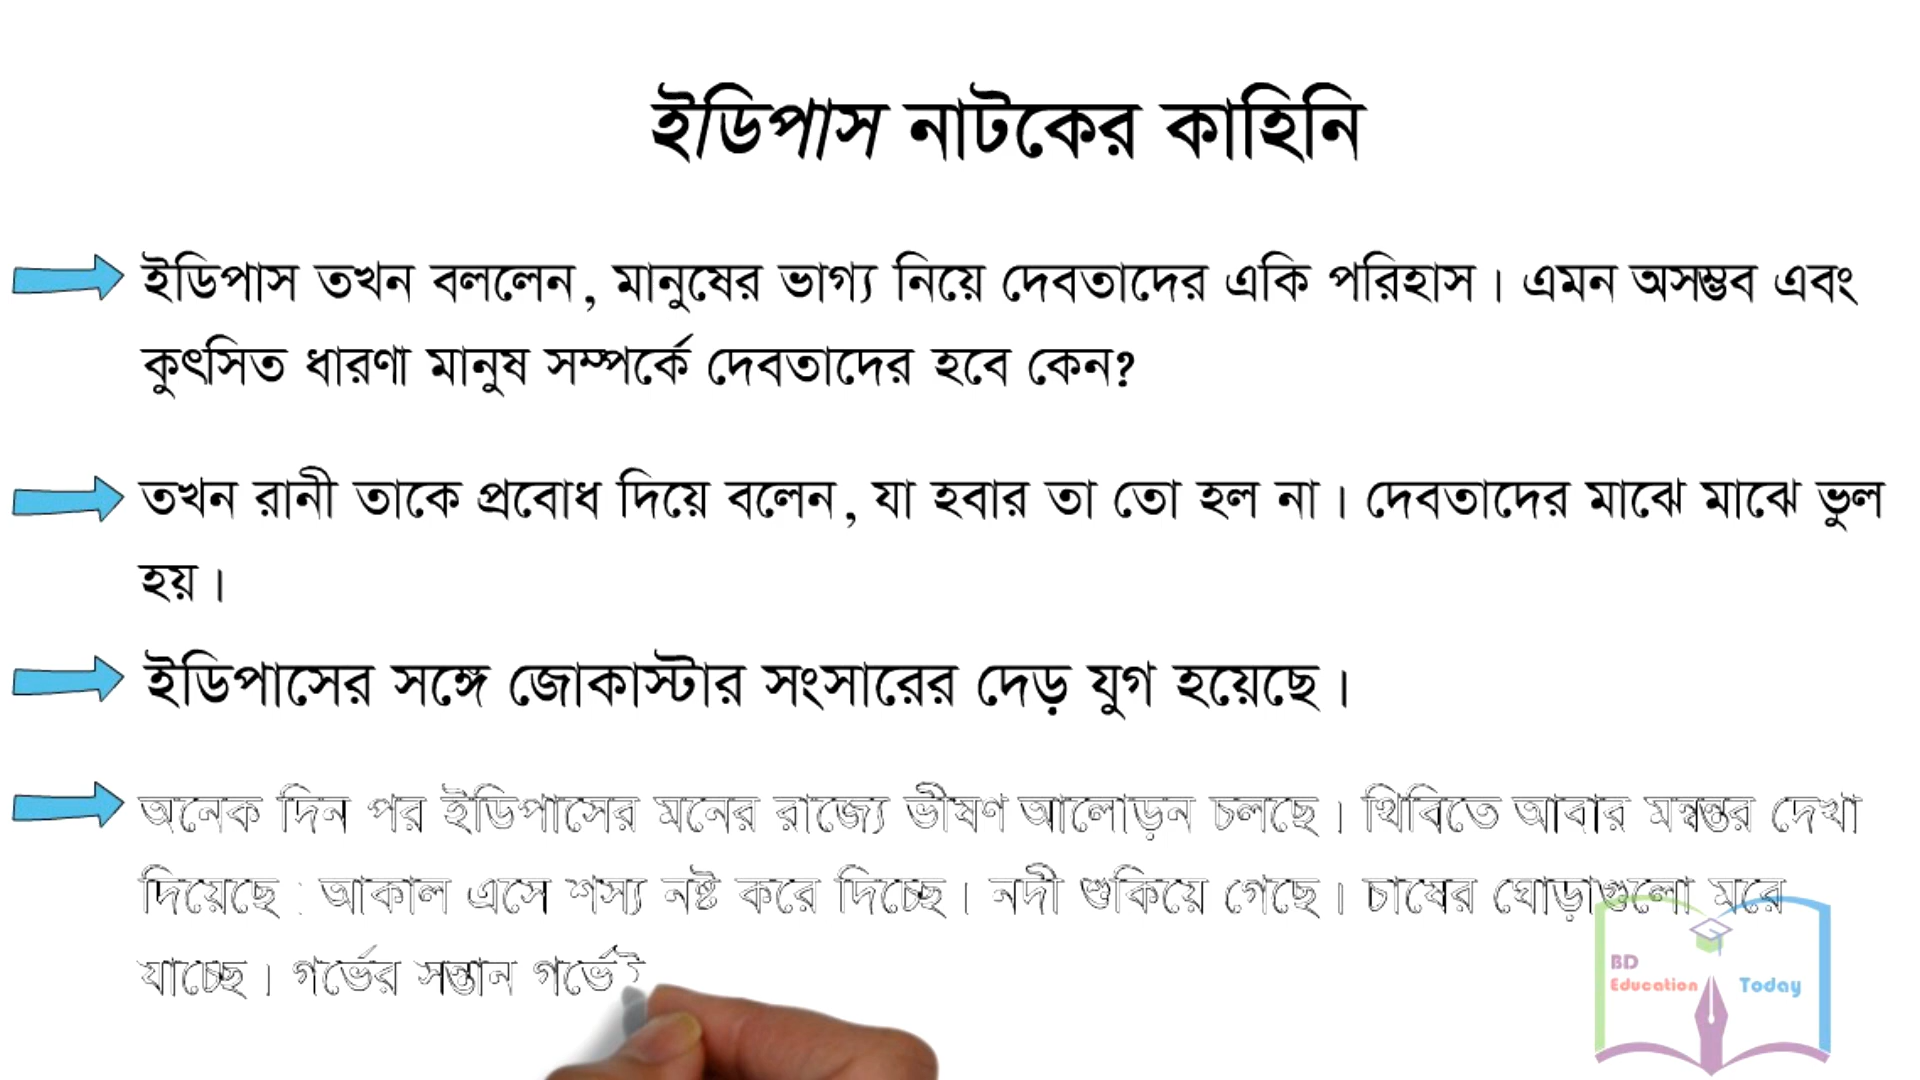 ইডিপাস নাটকের কাহিনি
ইডিপাস তখন বললেন, মানুষের ভাগ্য নিয়ে দেবতাদের একি পরিহাস। এমন অসম্ভব এবং
কুৎসিত ধারণা মানুষ সম্পর্কে দেবতাদের হবে কেন?
তখন রানী তাকে প্রবোধ দিয়ে বলেন, যা হবার তা তো হল না। দেবতাদের মাঝে মাঝে ভুল
হয়।
ইডিপাসের সঙ্গে জোকাস্টার সংসারের দেড় যুগ হয়েছে।
অনেক দিন পর ইডিপাসের মনের রাজ্যে ভীষণ আলোড়ন চলছে। থিবিতে আবার মন্বন্তর দেখা
দিয়েছে : আকাল এসে শস্য নষ্ট করে দিচ্ছে। নদী শুকিয়ে গেছে। চাষের ঘোড়াগুলো মরে
যাচ্ছে। গর্ভের সন্তান গর্ভেই
BD
Education Today